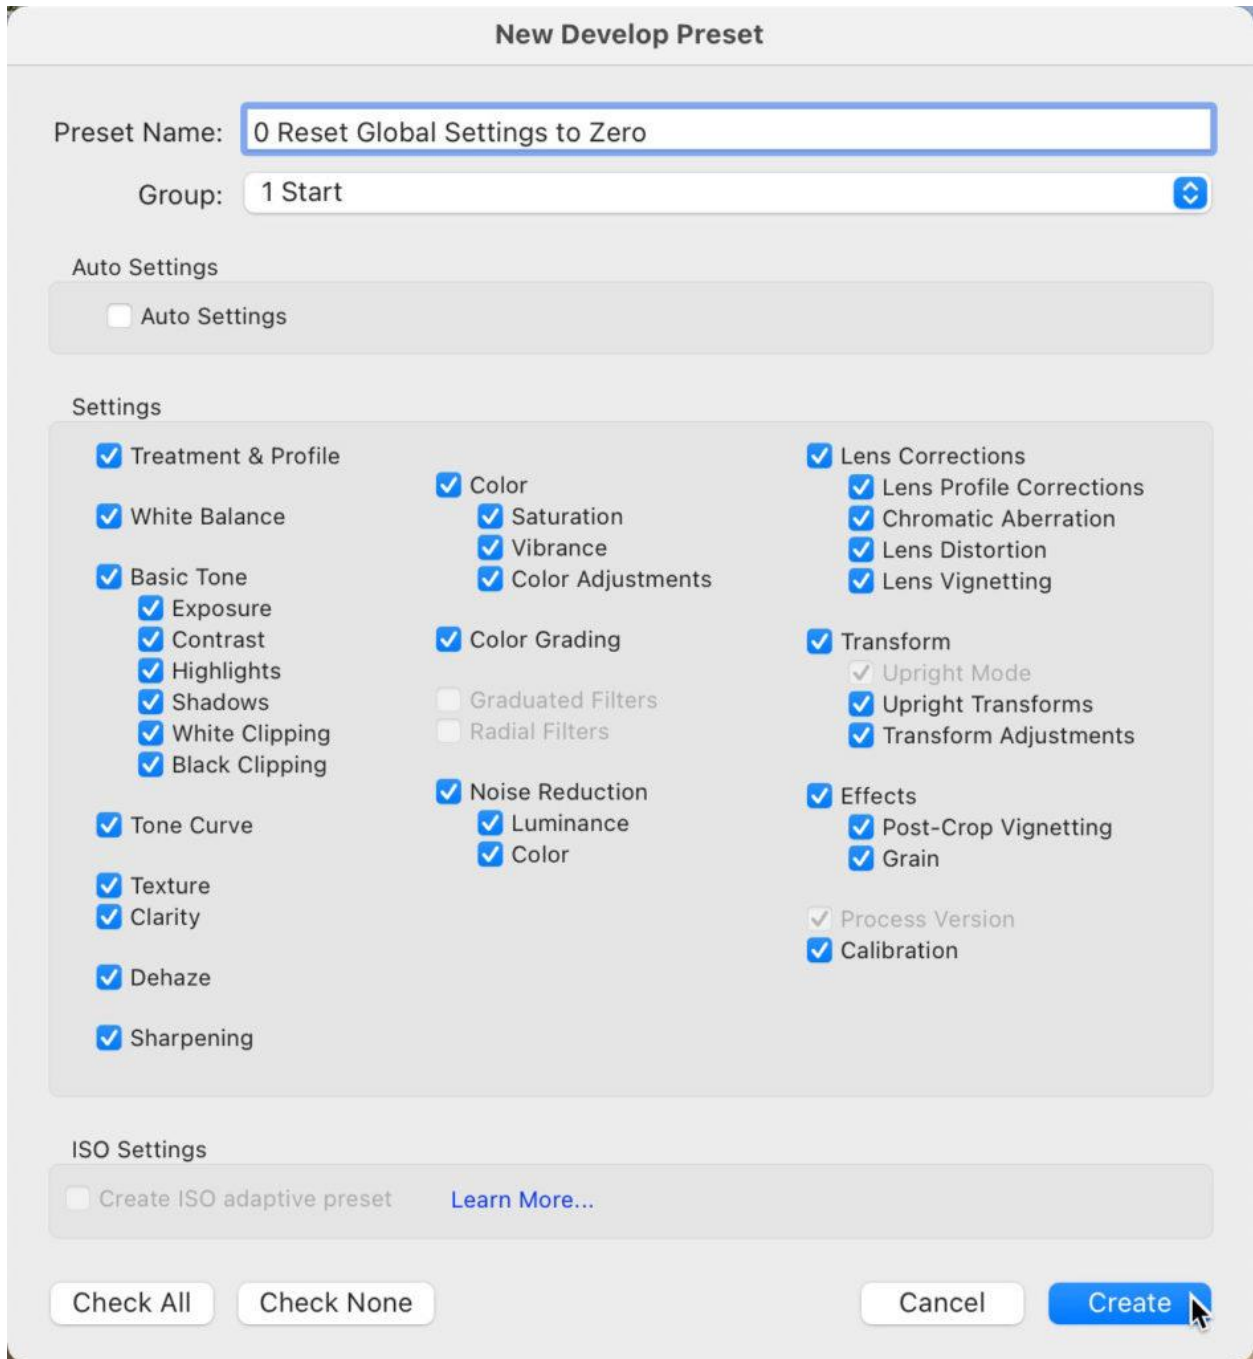 New Develop Preset
Preset Name: 0 Reset Global Settings to Zero
Group: 1 Start
Auto Settings
Auto Settings
Settings
Treatment & Profile
White Balance
Basic Tone
Exposure
Contrast
Highlights
Shadows
White Clipping
Black Clipping
Tone Curve
Texture
Clarity
Dehaze
Sharpening
Color
Saturation
Vibrance
Color Adjustments
Color Grading
Graduated Filters
Radial Filters
Noise Reduction
Luminance
Color
Lens Corrections
Lens Profile Corrections
Chromatic Aberration
Lens Distortion
Lens Vignetting
Transform
Upright Mode
Upright Transforms
Transform Adjustments
Effects
Post-Crop Vignetting
Grain
Process Version
Calibration
ISO Settings
Create ISO adaptive preset Learn More...
Check All Check None Cancel Create